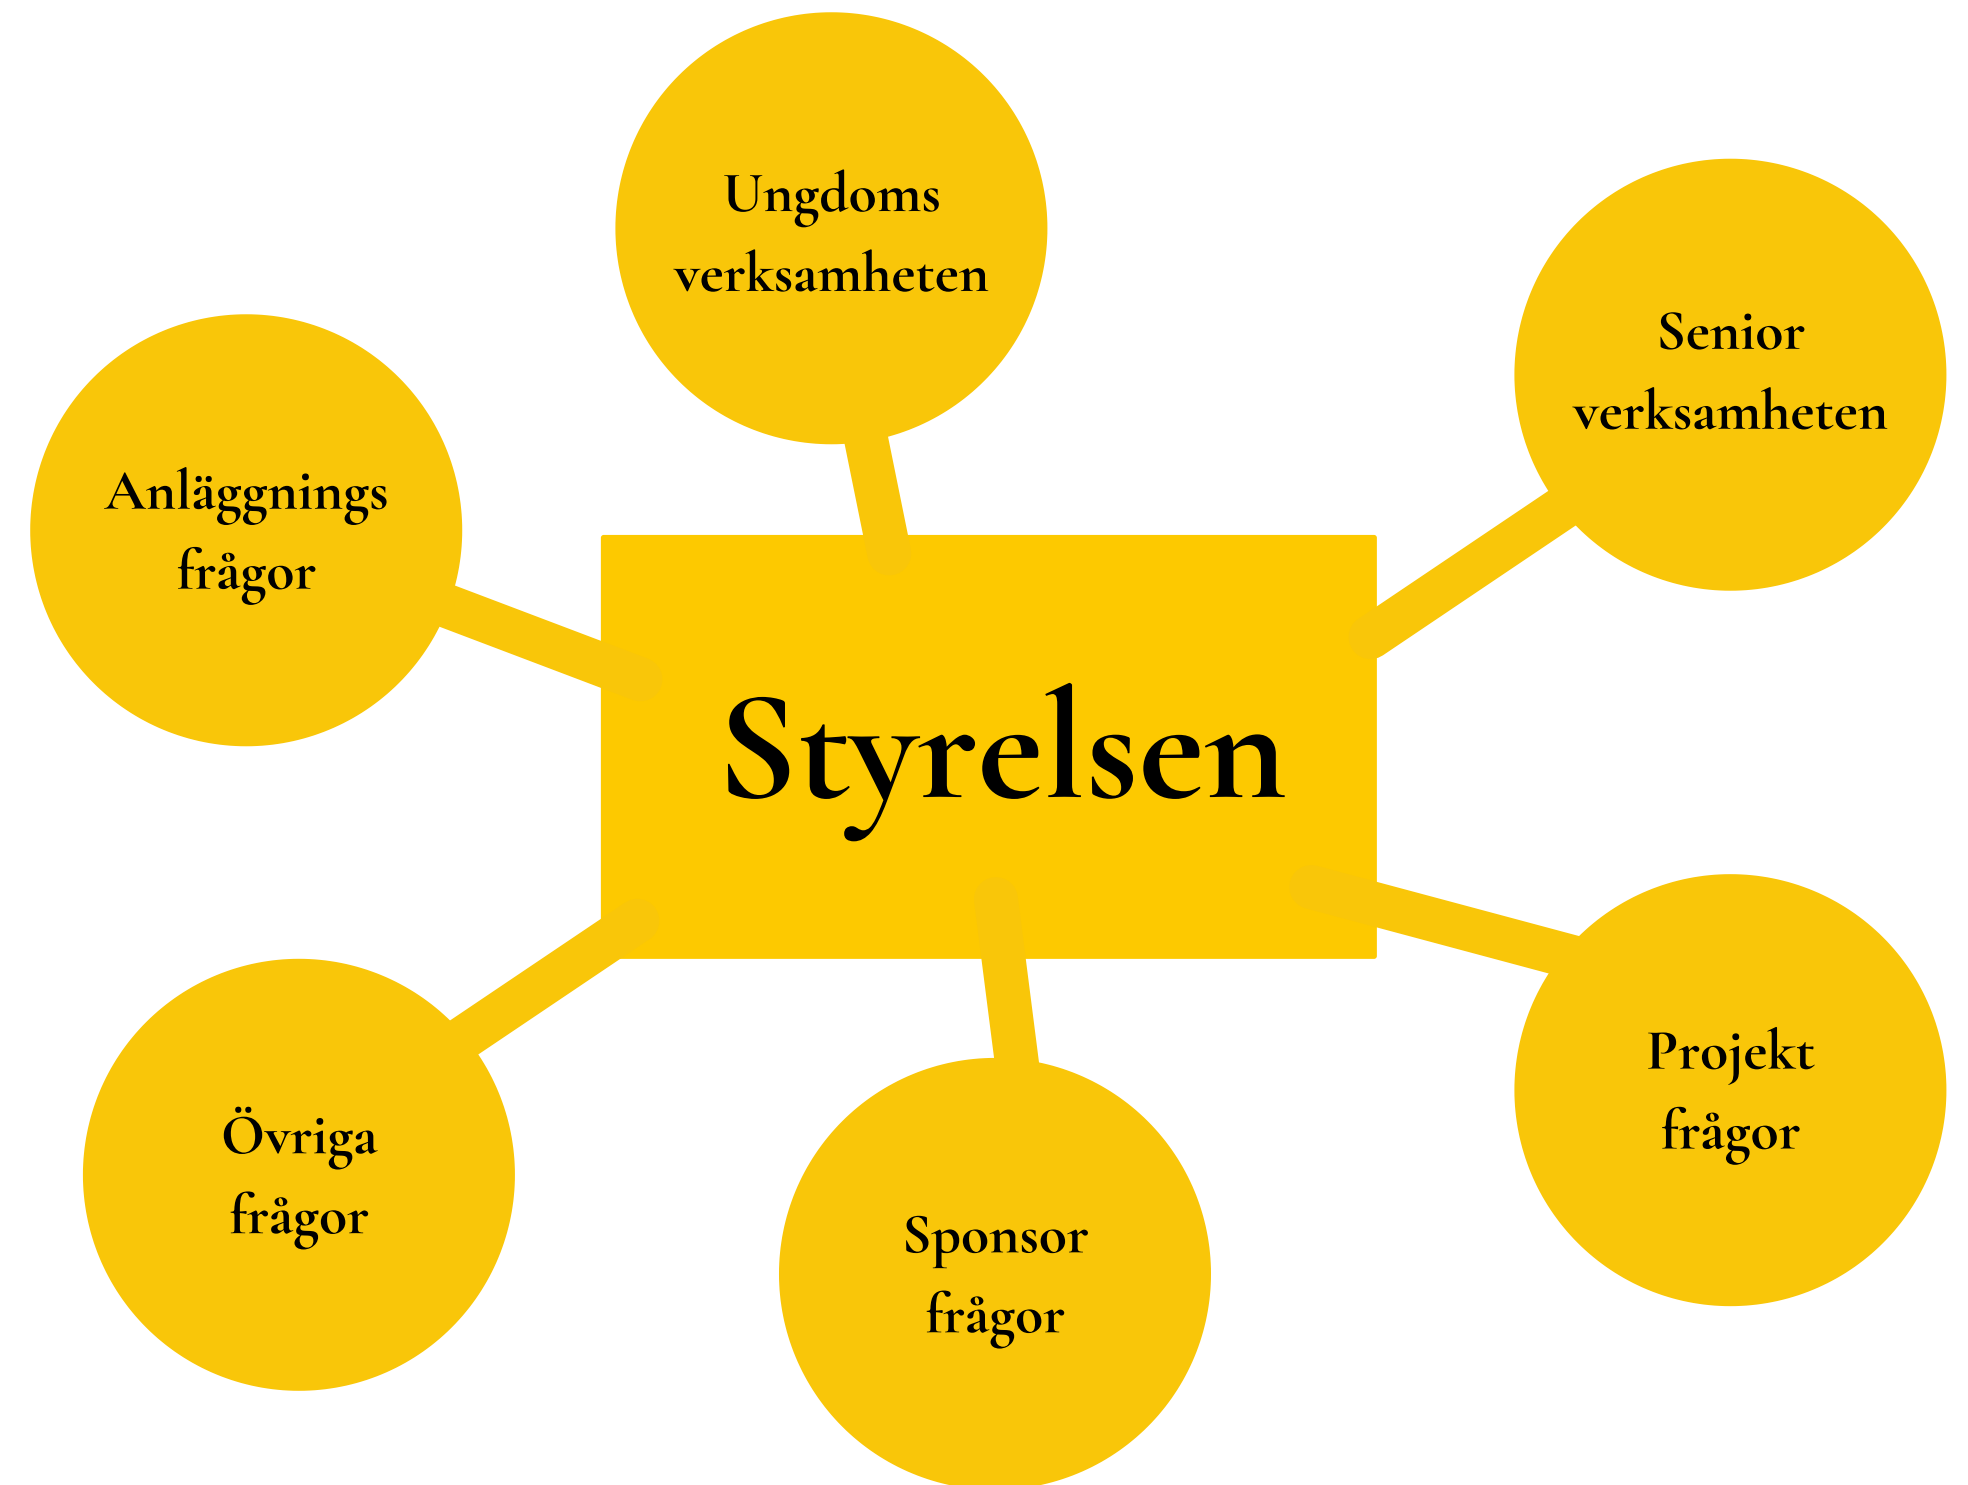 Ungdoms
verksamheten
Senior
verksamheten
Anläggnings
frågor
Styrelsen
Projekt
frågor
Övriga
frågor
Sponsor
frågor